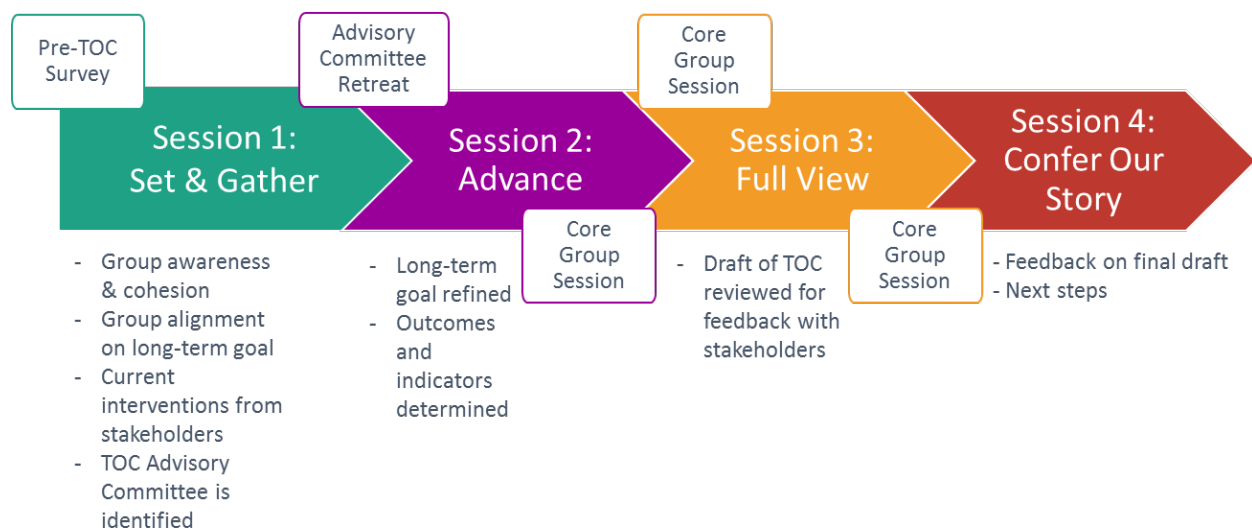 Pre-TOC
Survey
Session 1:
Set & Gather
- Group awareness
& cohesion
- Group alignment
on long-term goal
- Current
interventions from
stakeholders
- TOC Advisory
Committee is
identified
Advisory
Committee
Retreat
Session 2:
Advance
- Long-term
goal refined
- Outcomes
and
indicators
determined
Core
Group
Session
Core
Group
Session
Session 3:
Full View
- Draft of TOC
reviewed for
feedback with
stakeholders
Core
Group
Session
Session 4:
Confer Our
Story
- Feedback on final draft
- Next steps